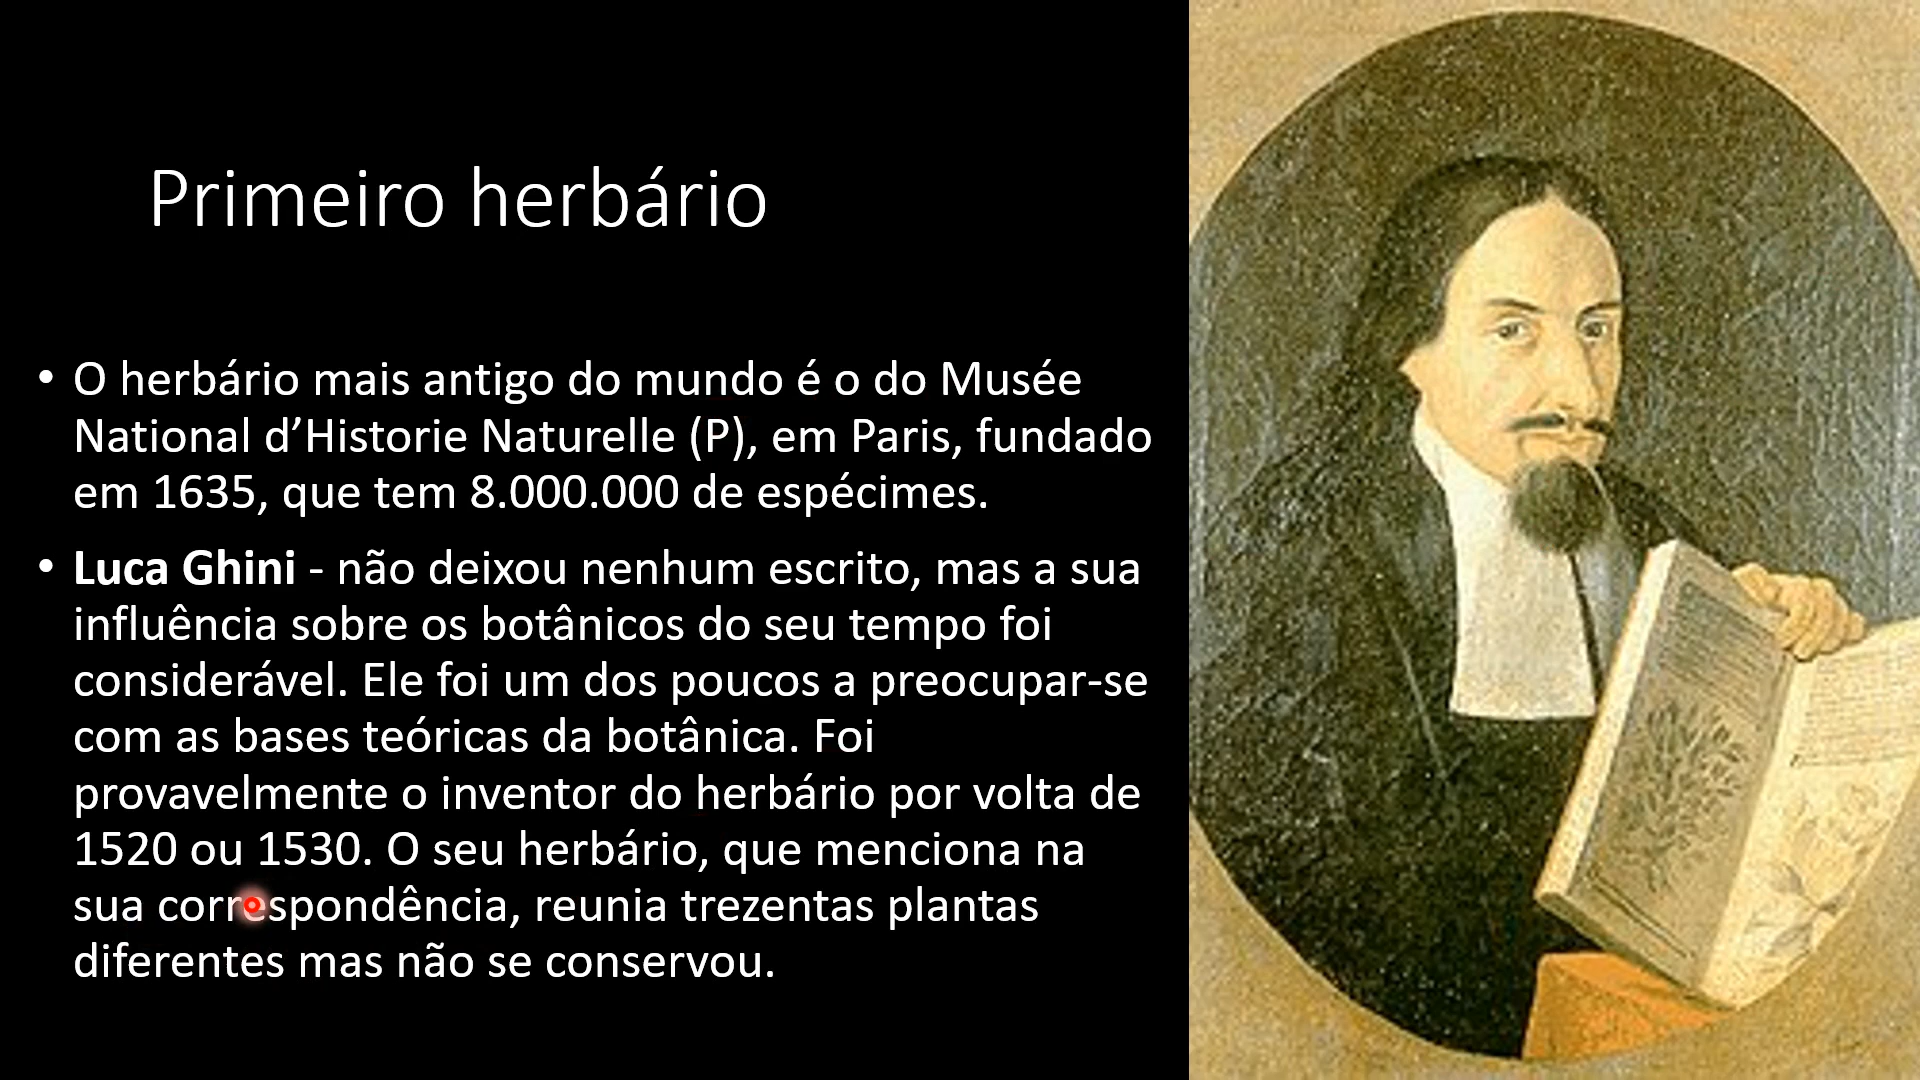 Primeiro herbário
• O herbário mais antigo do mundo é o do Musée
National d’Historie Naturelle (P), em Paris, fundado
em 1635, que tem 8.000.000 de espécimes.
• Luca Ghini - não deixou nenhum escrito, mas a sua
influência sobre os botânicos do seu tempo foi
considerável. Ele foi um dos poucos a preocupar-se
com as bases teóricas da botânica. Foi
provavelmente o inventor do herbário por volta de
1520 ou 1530. O seu herbário, que menciona na
sua correspondência, reunia trezentas plantas
diferentes mas não se conservou.